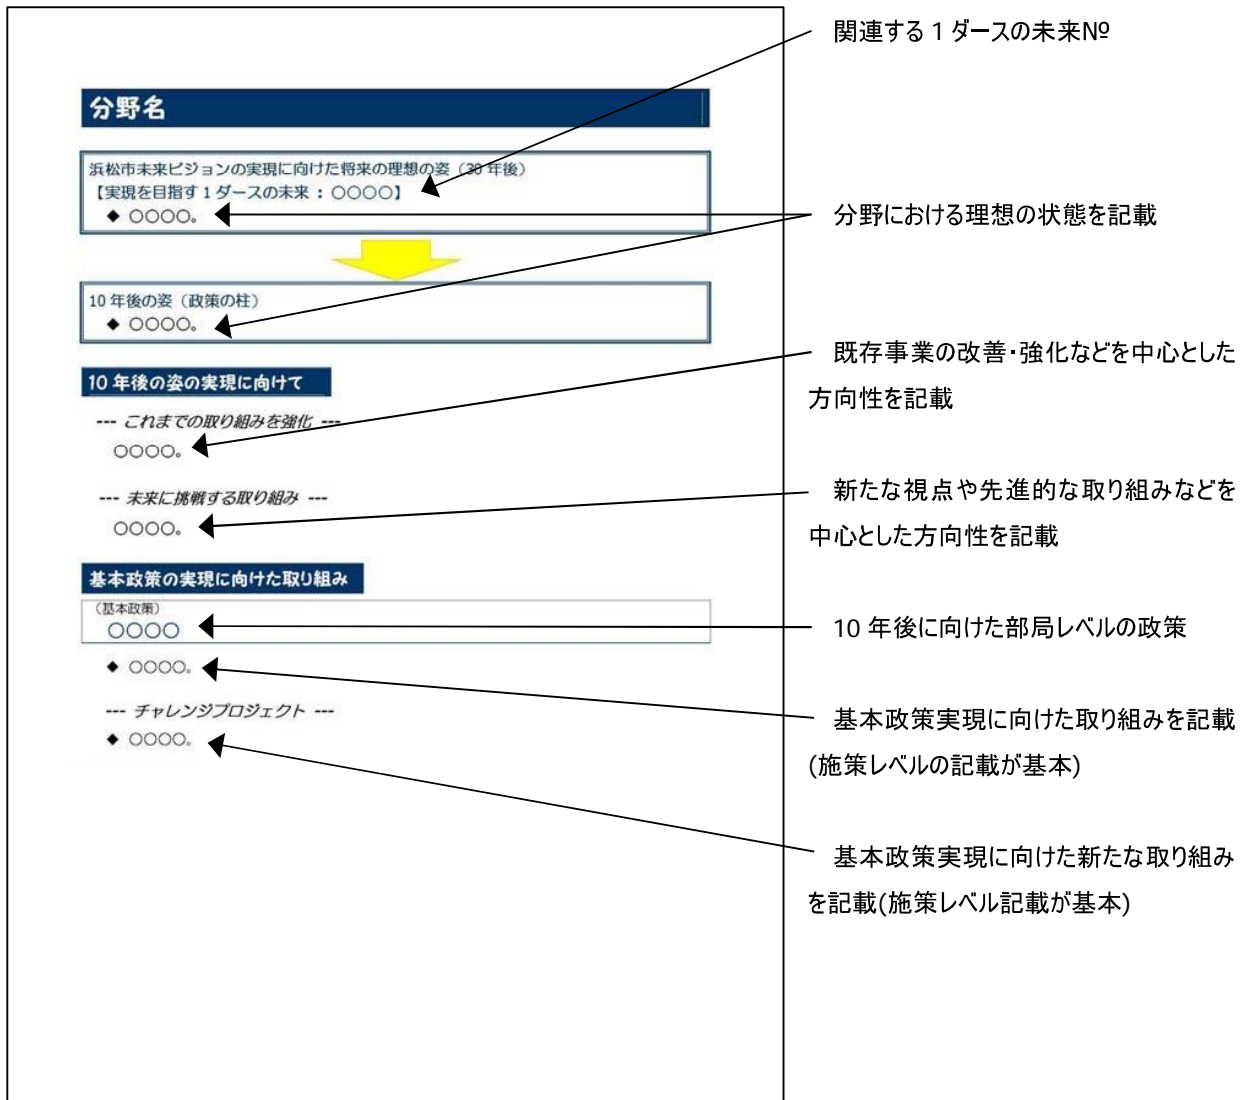 分野名
浜松市未来ビジョンの実現に向けた将来の理想の姿（30年後）
【実現を目指す1ダースの未来：○○○○】
◆ ○○○○。
10年後の姿（政策の柱）
◆ ○○○○。
10年後の姿の実現に向けて
--- これまでの取り組みを強化 ---
○○○○。
--- 未来に挑戦する取り組み ---
○○○○。
基本政策の実現に向けた取り組み
（基本政策）
○○○○
◆ ○○○○。
--- チャレンジプロジェクト ---
◆ ○○○○。
関連する1ダースの未来№
分野における理想の状態を記載
既存事業の改善・強化などを中心とした
方向性を記載
新たな視点や先進的な取り組みなどを
中心とした方向性を記載
10年後に向けた部局レベルの政策
基本政策実現に向けた取り組みを記載
(施策レベルの記載が基本)
基本政策実現に向けた新たな取り組み
を記載(施策レベル記載が基本)